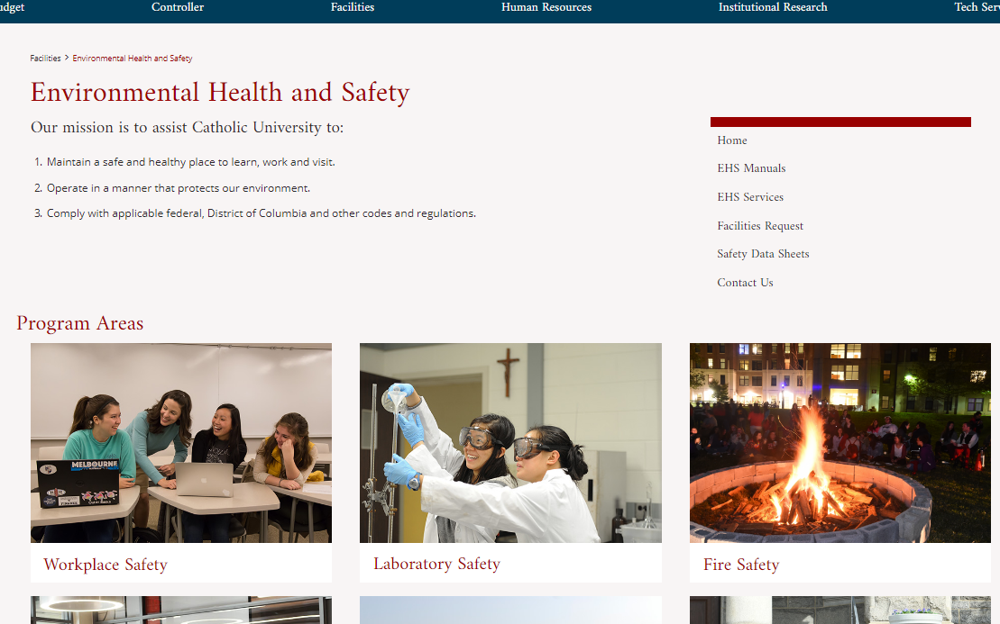 Controller
Facilities
Human Resources
Institutional Research
Tech
Facilities > Environmental Health and Safety
Environmental Health and Safety
Our mission is to assist Catholic University to:
1. Maintain a safe and healthy place to learn, work and visit.
2. Operate in a manner that protects our environment.
3. Comply with applicable federal, District of Columbia and other codes and regulations.
Home
EHS Manuals
EHS Services
Facilities Request
Safety Data Sheets
Contact Us
Program Areas
MELBOURNE
Workplace Safety
Laboratory Safety
Fire Safety